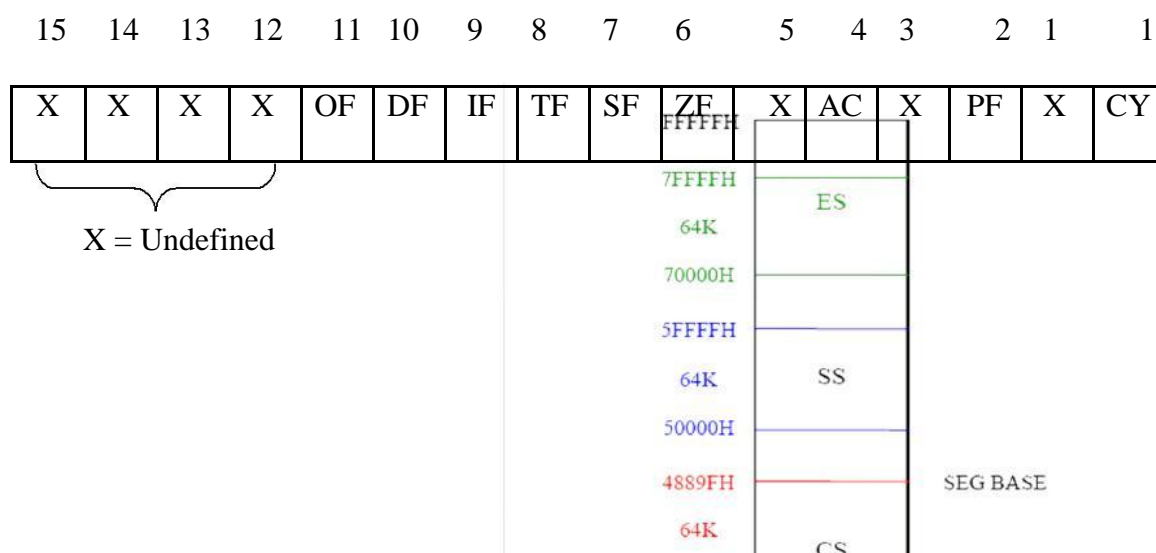 15 14 13 12 11 10 9 8 7 6 5 4 3 2 1 1
X X X X OF DF IF TF SF ZF X AC X PF X CY
FFFFFH
7FFFFH
ES
X = Undefined
64K
70000H
5FFFFH
64K SS
50000H
4889FH SEG BASE
64K
CS